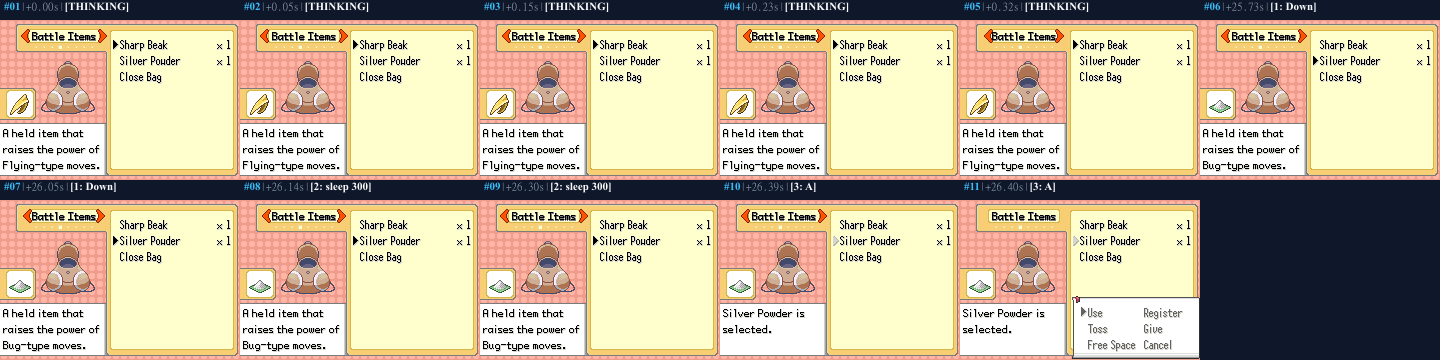 #01 | +0.00s | [THINKING]
Battle Items
Sharp Beak × 1
Silver Powder × 1
Close Bag
A held item that
raises the power of
Flying-type moves.
#02 | +0.05s | [THINKING]
Battle Items
Sharp Beak × 1
Silver Powder × 1
Close Bag
A held item that
raises the power of
Flying-type moves.
#03 | +0.15s | [THINKING]
Battle Items
Sharp Beak × 1
Silver Powder × 1
Close Bag
A held item that
raises the power of
Flying-type moves.
#04 | +0.23s | [THINKING]
Battle Items
Sharp Beak × 1
Silver Powder × 1
Close Bag
A held item that
raises the power of
Flying-type moves.
#05 | +0.32s | [THINKING]
Battle Items
Sharp Beak × 1
Silver Powder × 1
Close Bag
A held item that
raises the power of
Flying-type moves.
#06 | +25.73s | [1: Down]
Battle Items
Sharp Beak × 1
Silver Powder × 1
Close Bag
A held item that
raises the power of
Bug-type moves.
#07 | +26.05s | [1: Down]
Battle Items
Sharp Beak × 1
Silver Powder × 1
Close Bag
A held item that
raises the power of
Bug-type moves.
#08 | +26.14s | [2: sleep 300]
Battle Items
Sharp Beak × 1
Silver Powder × 1
Close Bag
A held item that
raises the power of
Bug-type moves.
#09 | +26.30s | [2: sleep 300]
Battle Items
Sharp Beak × 1
Silver Powder × 1
Close Bag
A held item that
raises the power of
Bug-type moves.
#10 | +26.39s | [3: A]
Battle Items
Sharp Beak × 1
Silver Powder × 1
Close Bag
Silver Powder is
selected.
#11 | +26.40s | [3: A]
Battle Items
Sharp Beak × 1
Silver Powder × 1
Close Bag
Silver Powder is
selected.
Use Register
Toss Give
Free Space Cancel